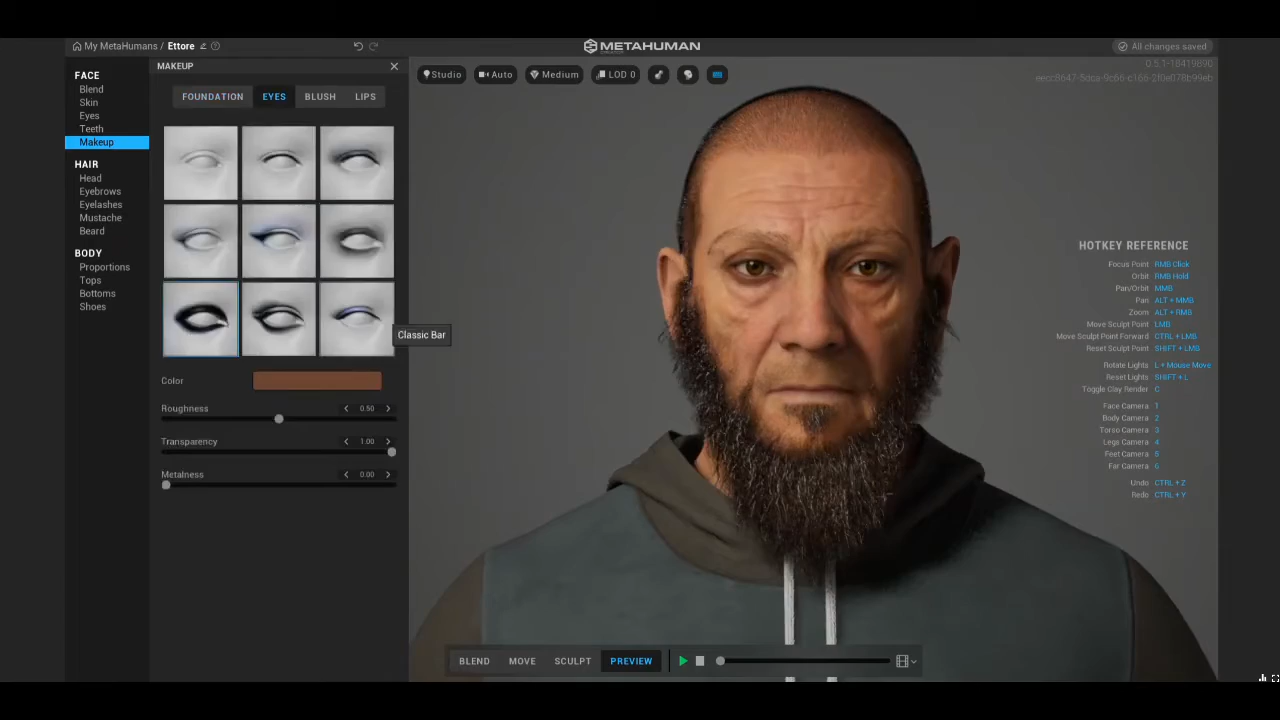 My MetaHumans / Ettore
METAHUMAN
All changes saved
0.5.1-18419890
FACE
Blend
Skin
Eyes
Teeth
Makeup
HAIR
Head
Eyebrows
Eyelashes
Mustache
Beard
BODY
Proportions
Tops
Bottoms
Shoes
MAKEUP
FOUNDATION EYES BLUSH LIPS
Classic Bar
Color
Roughness 0.50
Transparency 1.00
Metalness 0.00
Studio Auto Medium LOD 0
HOTKEY REFERENCE
Focus Point RMB Click
Orbit RMB Hold
Pan/Orbit MMB
Pan ALT + MMB
Zoom ALT + RMB
Move Sculpt Point LMB
Move Sculpt Point Forward CTRL + LMB
Reset Sculpt Point SHIFT + LMB
Rotate Lights L + Mouse Move
Reset Lights SHIFT + L
Toggle Clay Render C
Face Camera 1
Body Camera 2
Torso Camera 3
Legs Camera 4
Feet Camera 5
Far Camera 6
Undo CTRL + Z
Redo CTRL + Y
BLEND MOVE SCULPT PREVIEW